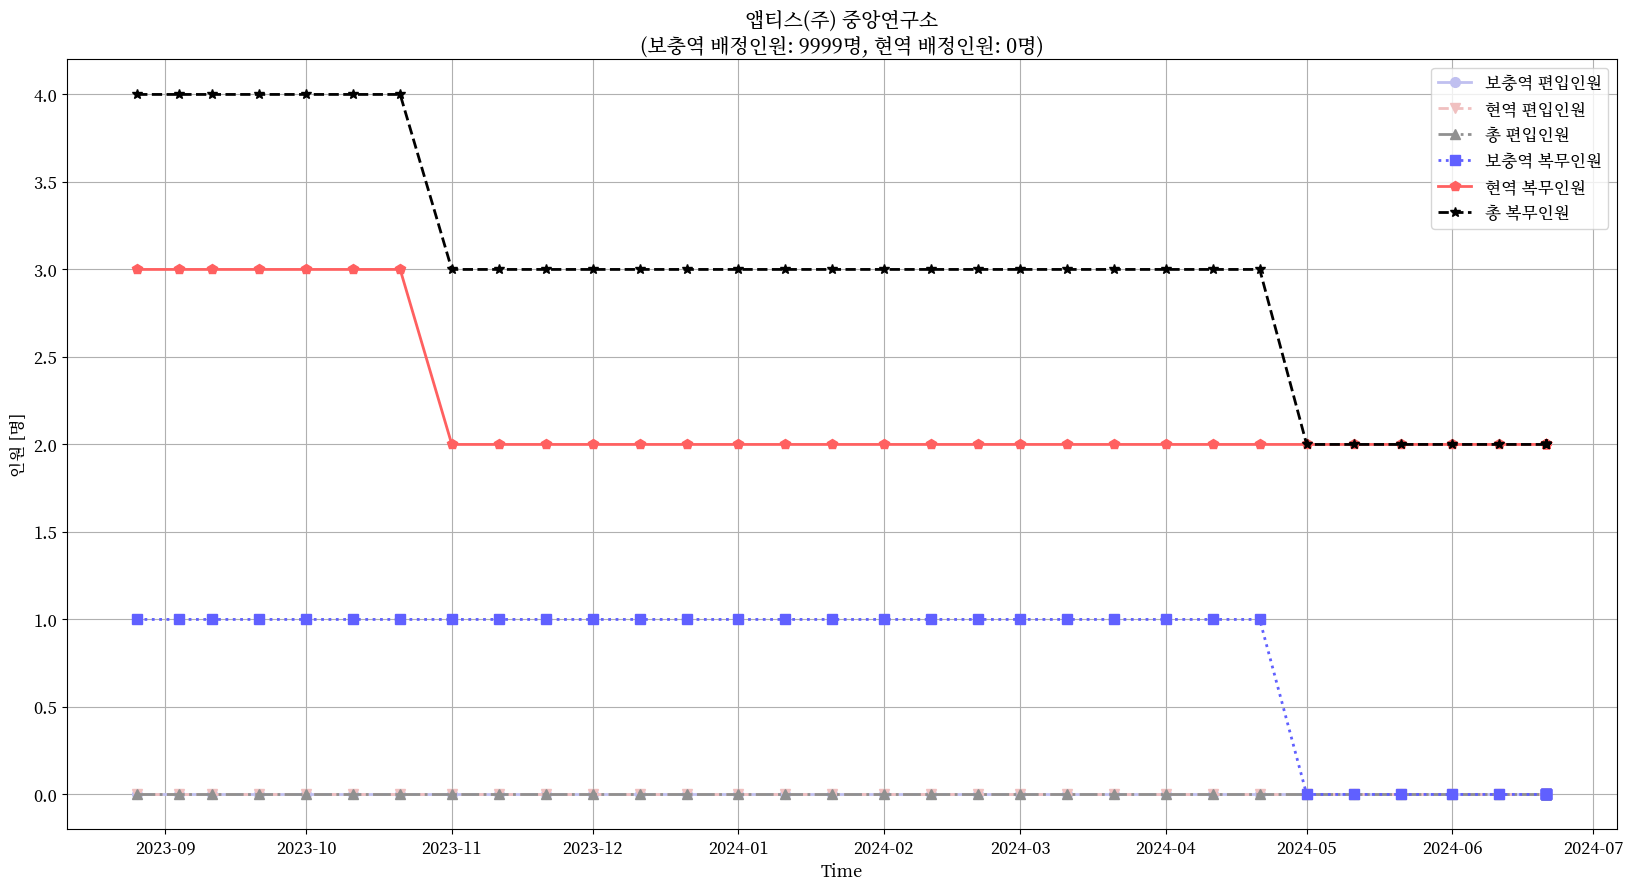 앱티스(주) 중앙연구소
(보충역 배정인원: 9999명, 현역 배정인원: 0명)
보충역 편입인원
현역 편입인원
총 편입인원
보충역 복무인원
현역 복무인원
총 복무인원
인원 [명]
4.0
3.5
3.0
2.5
2.0
1.5
1.0
0.5
0.0
2023-09 2023-10 2023-11 2023-12 2024-01 2024-02 2024-03 2024-04 2024-05 2024-06 2024-07
Time